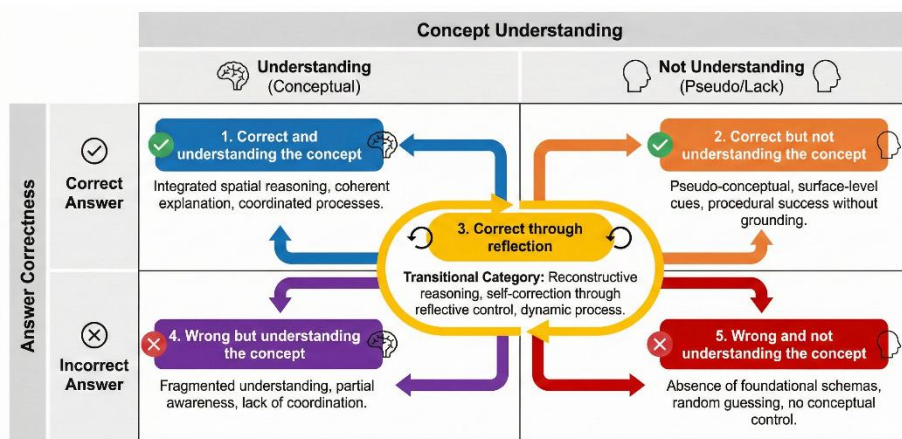 Concept Understanding
Understanding
(Conceptual)
Not Understanding
(Pseudo/Lack)
Answer Correctness
Correct
Answer
1. Correct and
understanding the concept
Integrated spatial reasoning, coherent
explanation, coordinated processes.
2. Correct but not
understanding the concept
Pseudo-conceptual, surface-level
cues, procedural success without
grounding.
3. Correct through
reflection
Transitional Category: Reconstructive
reasoning, self-correction through
reflective control, dynamic process.
Incorrect
Answer
4. Wrong but understanding
the concept
Fragmented understanding, partial
awareness, lack of coordination.
5. Wrong and not
understanding the concept
Absence of foundational schemas,
random guessing, no conceptual
control.